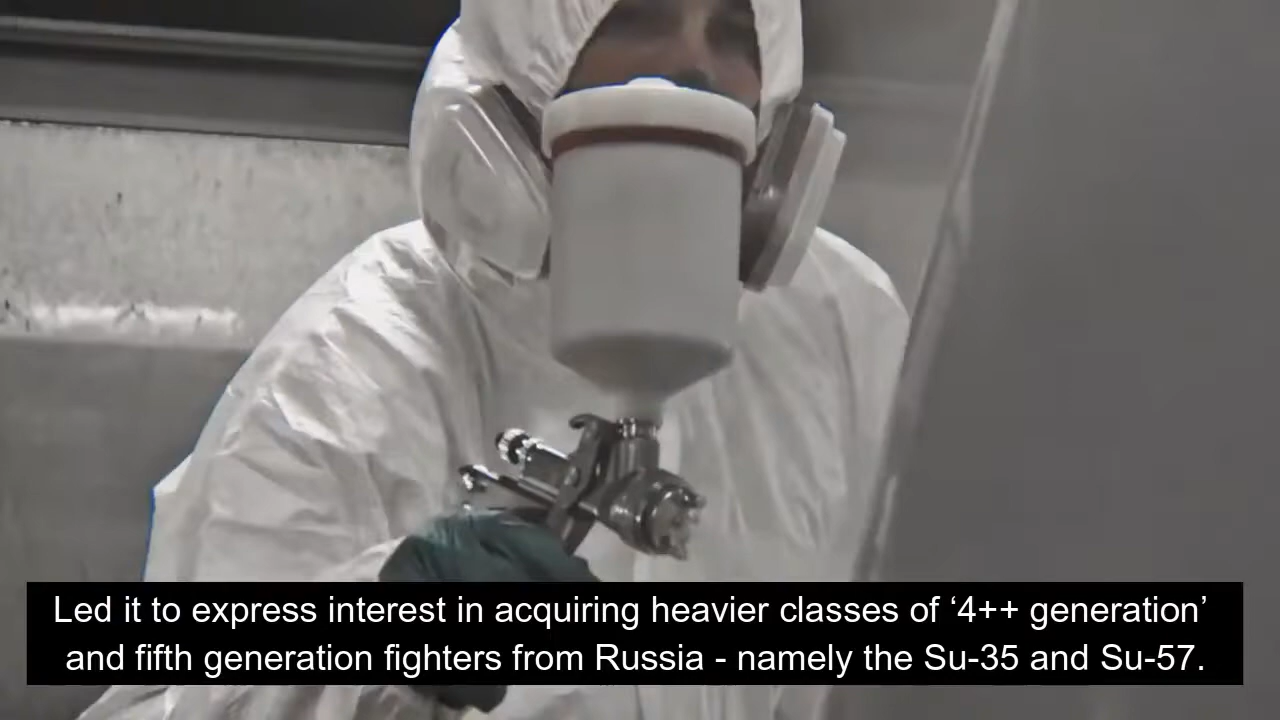 Led it to express interest in acquiring heavier classes of ‘4++ generation’
and fifth generation fighters from Russia - namely the Su-35 and Su-57.